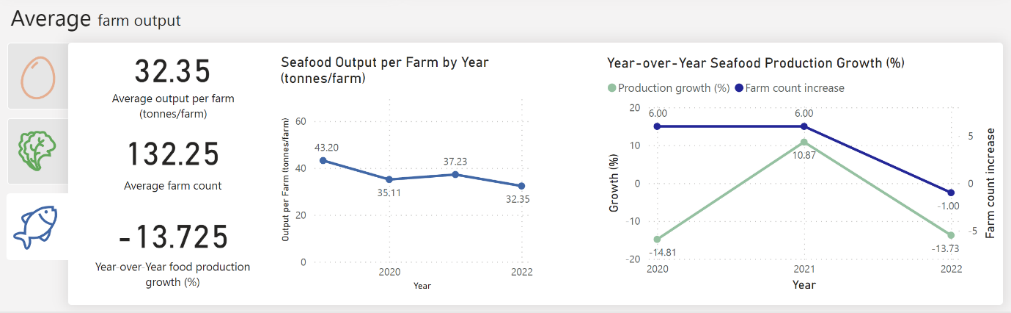 Average farm output
32.35
Average output per farm
(tonnes/farm)
132.25
Average farm count
-13.725
Year-over-Year food production
growth (%)
Seafood Output per Farm by Year
(tonnes/farm)
Output per Farm (tonnes/farm)
60
40
20
0
43.20
35.11
37.23
32.35
2020
2022
Year
Year-over-Year Seafood Production Growth (%)
Production growth (%)
Farm count increase
Growth (%)
20
10
0
-10
-20
6.00
6.00
10.87
-1.00
-14.81
-13.73
5
0
-5
Farm count increase
2020
2021
2022
Year